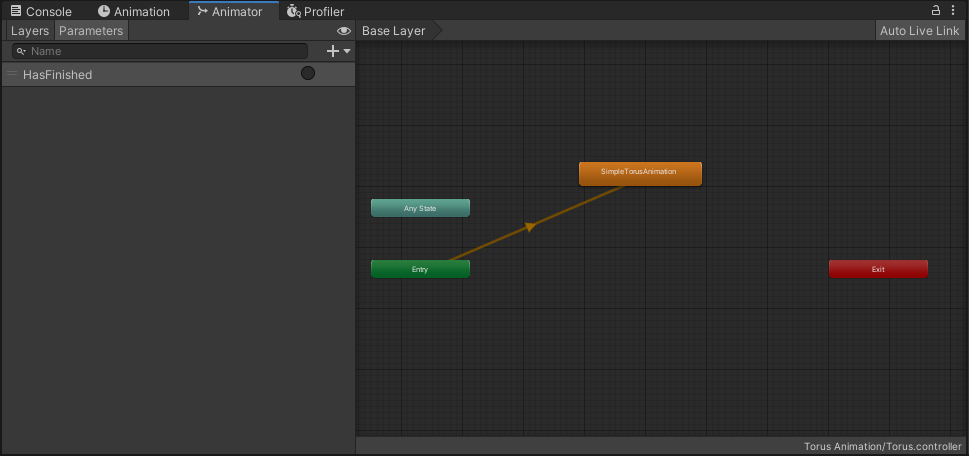 Console Animation Animator Profiler
Layers Parameters Base Layer Auto Live Link
Name
HasFinished
SimpleTorusAnimation
Any State
Entry Exit
Torus Animation/Torus.controller